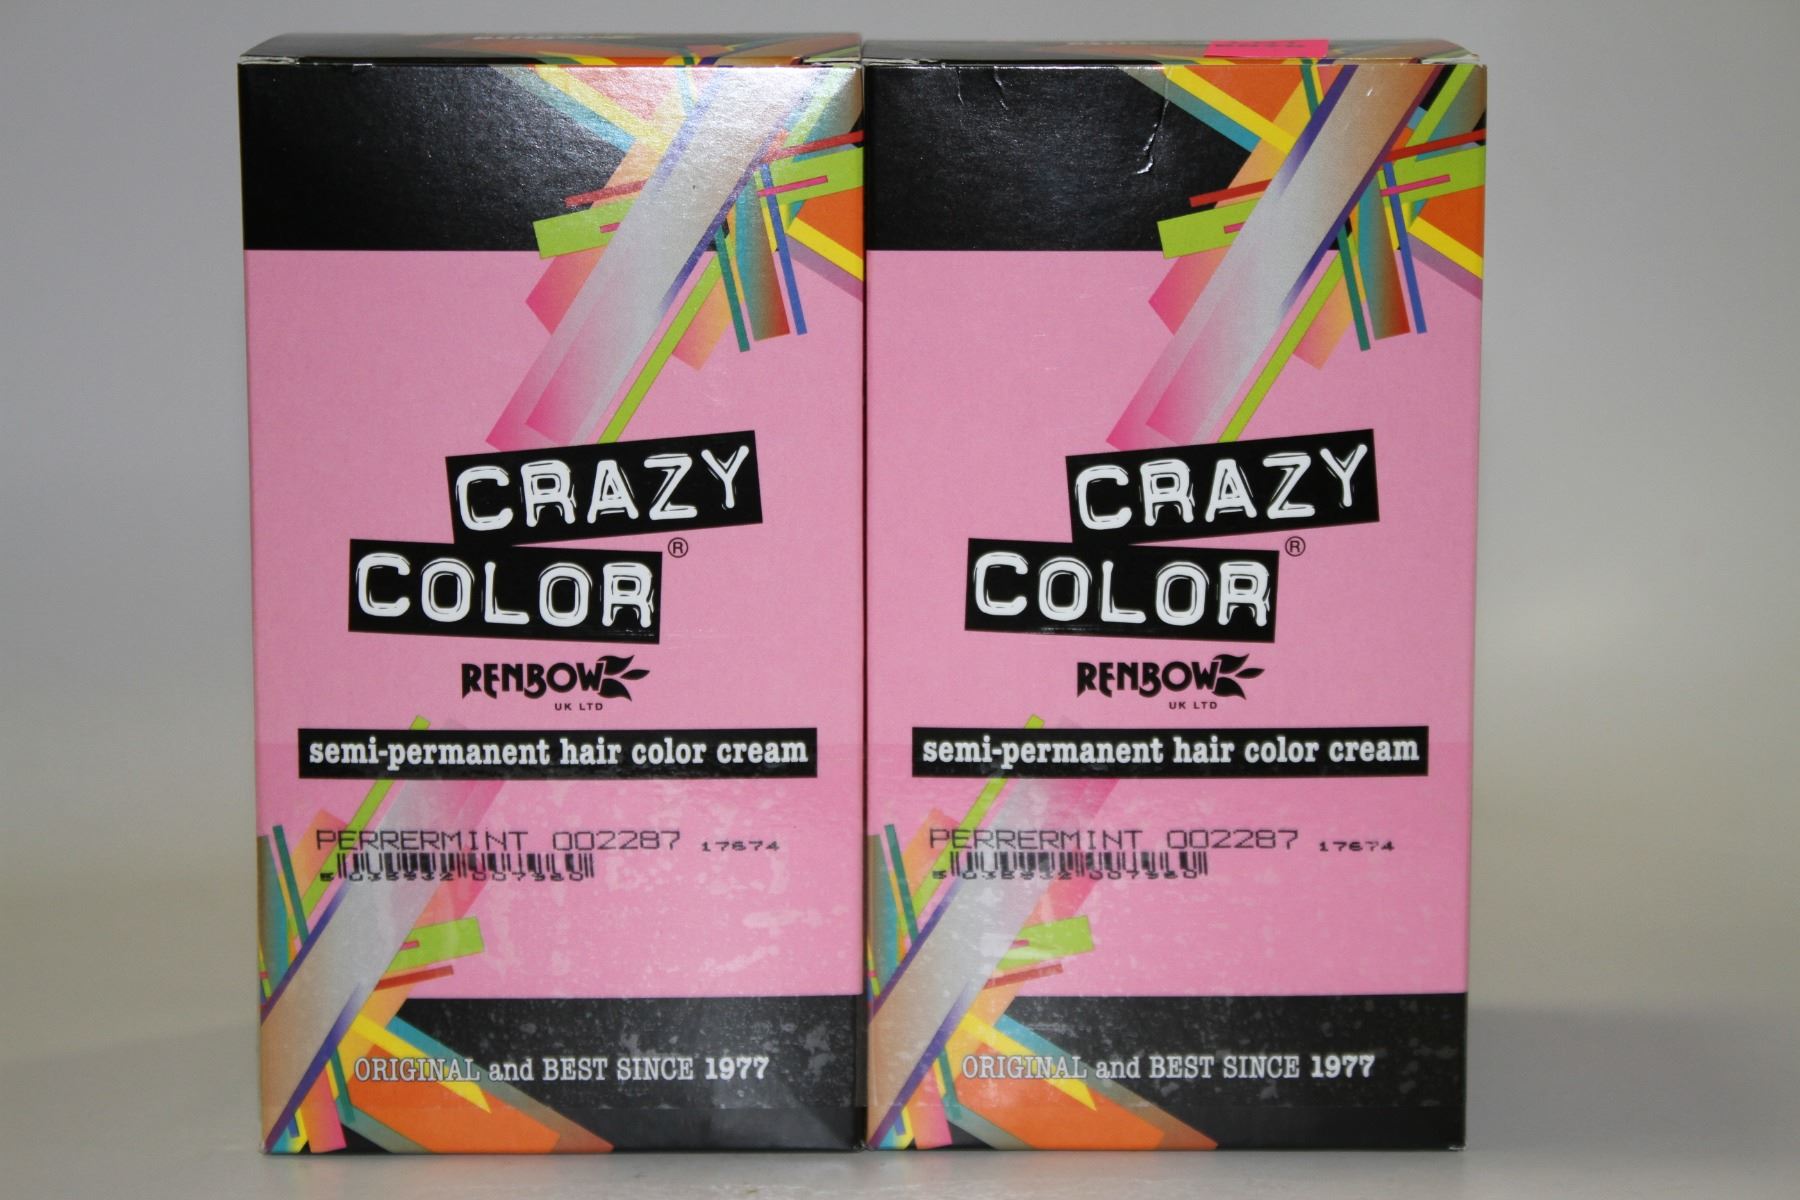 CRAZY
COLOR®
RENBOW
UK LTD
semi-permanent hair color cream
PERRERMINT 002287 17674
ORIGINAL and BEST SINCE 1977
CRAZY
COLOR®
RENBOW
UK LTD
semi-permanent hair color cream
PERRERMINT 002287 17674
ORIGINAL and BEST SINCE 1977